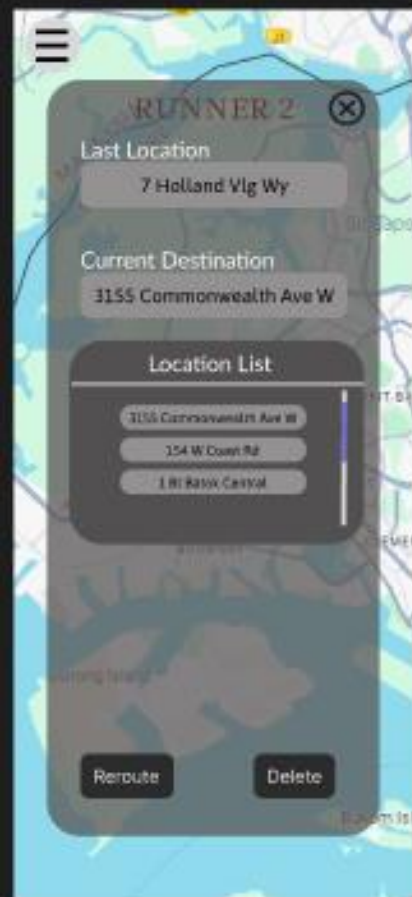 RUNNER 2
Last Location
7 Holland Vlg Wy
Current Destination
3155 Commonwealth Ave W
Location List
3155 Commonwealth Ave W
154 W Coast Rd
1 Bt Batok Central
Reroute
Delete